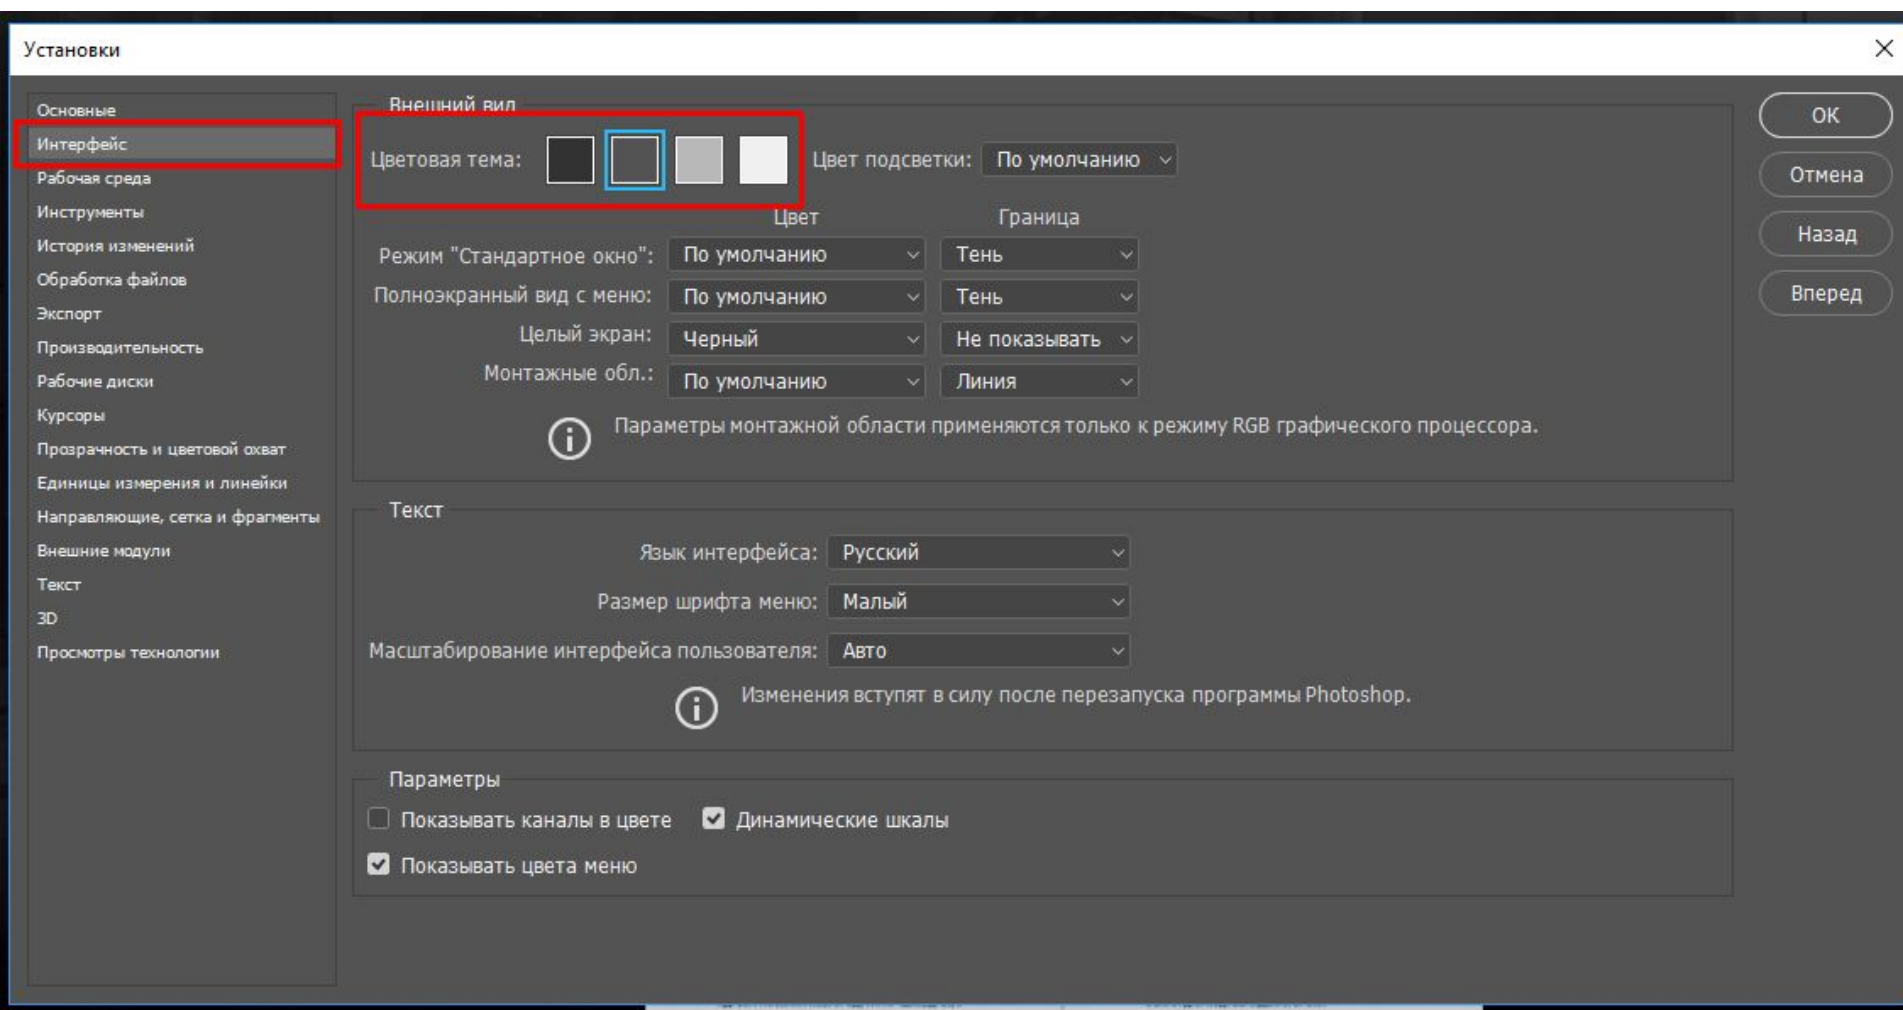 Установки
Основные
Интерфейс
Рабочая среда
Инструменты
История изменений
Обработка файлов
Экспорт
Производительность
Рабочие диски
Курсоры
Прозрачность и цветовой охват
Единицы измерения и линейки
Направляющие, сетка и фрагменты
Внешние модули
Текст
3D
Просмотры технологии
Внешний вид
Цветовая тема: Цвет подсветки: По умолчанию
Цвет Граница
Режим "Стандартное окно": По умолчанию Тень
Полноэкранный вид с меню: По умолчанию Тень
Целый экран: Черный Не показывать
Монтажные обл.: По умолчанию Линия
Параметры монтажной области применяются только к режиму RGB графического процессора.
Текст
Язык интерфейса: Русский
Размер шрифта меню: Малый
Масштабирование интерфейса пользователя: Авто
Изменения вступят в силу после перезапуска программы Photoshop.
Параметры
Показывать каналы в цвете Динамические шкалы
Показывать цвета меню
ОК
Отмена
Назад
Вперед